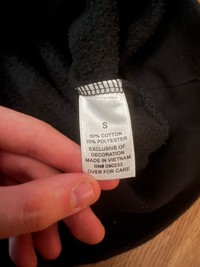 S
80% COTTON
20% POLYESTER
EXCLUSIVE OF
DECORATION
MADE IN VIETNAM
RN# 090233
OVER FOR CARE